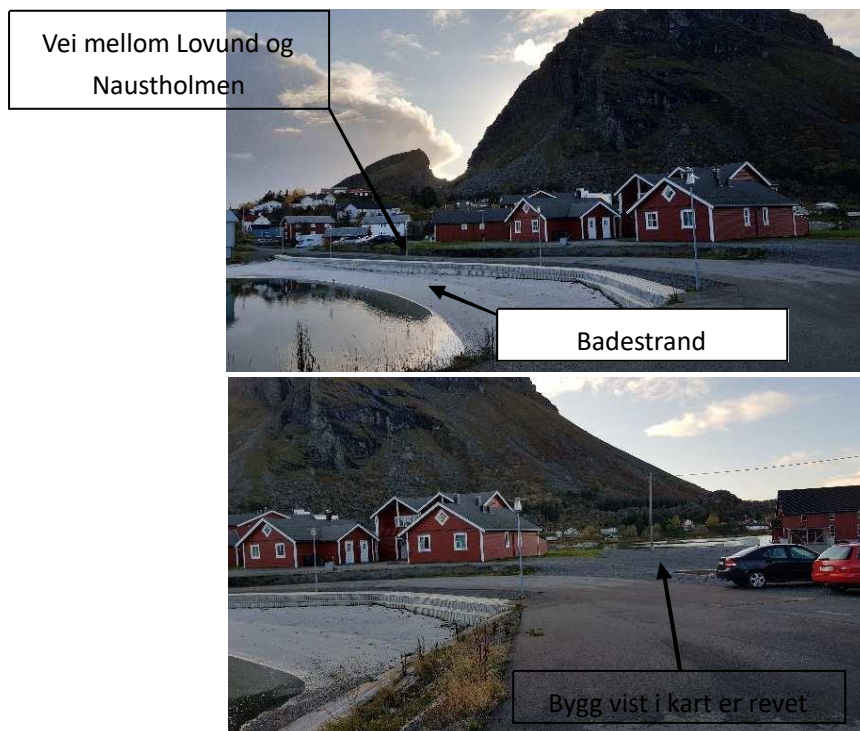 Vei mellom Lovund og
Naustholmen
Badestrand
Bygg vist i kart er revet